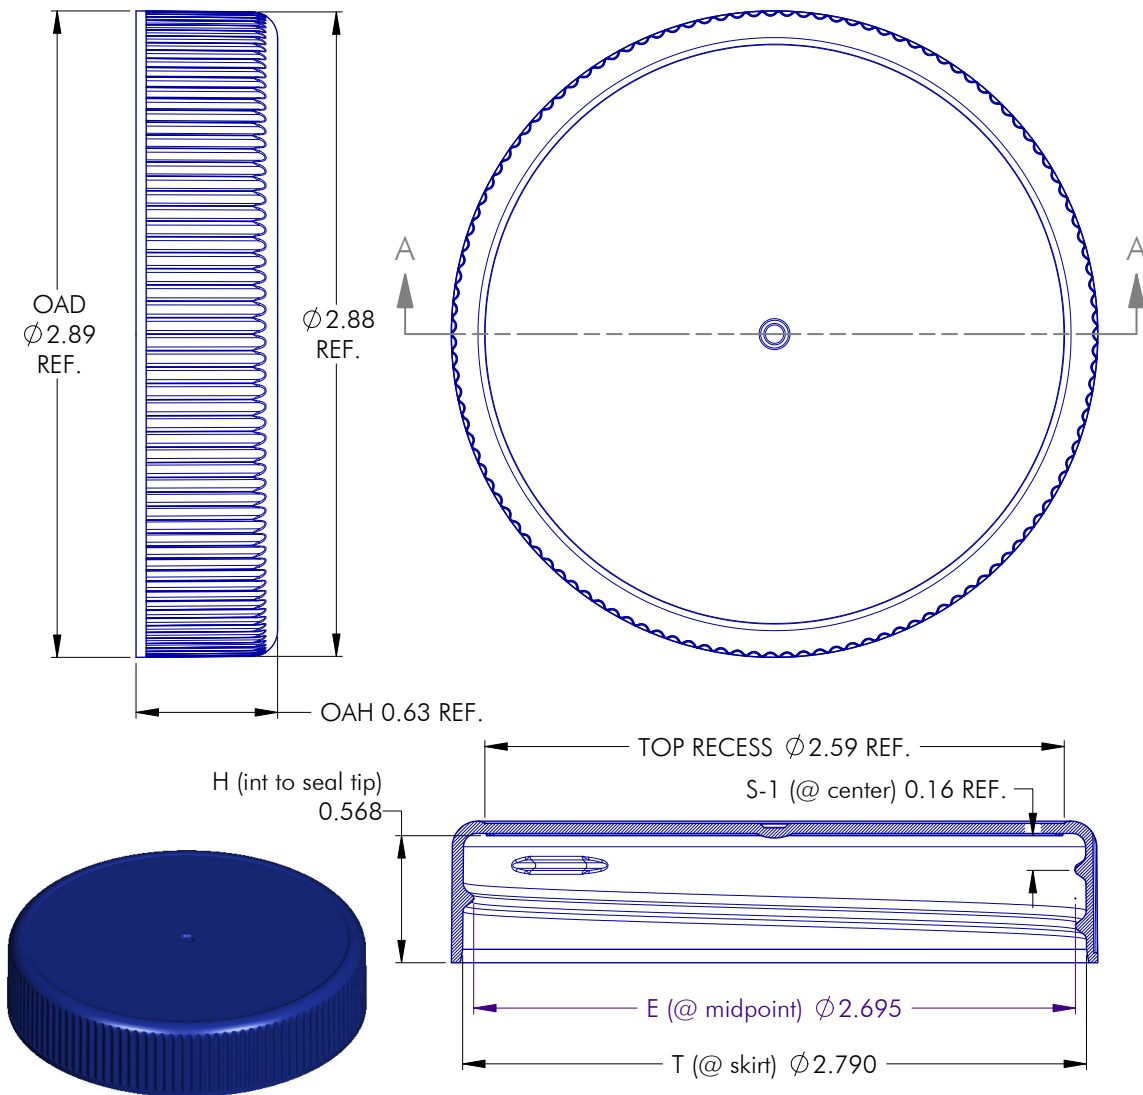 A
A
OAD
∅2.89
REF.
∅2.88
REF.
OAH 0.63 REF.
TOP RECESS ∅2.59 REF.
H (int to seal tip)
0.568
S-1 (@ center) 0.16 REF.
E (@ midpoint) ∅2.695
T (@ skirt) ∅2.790